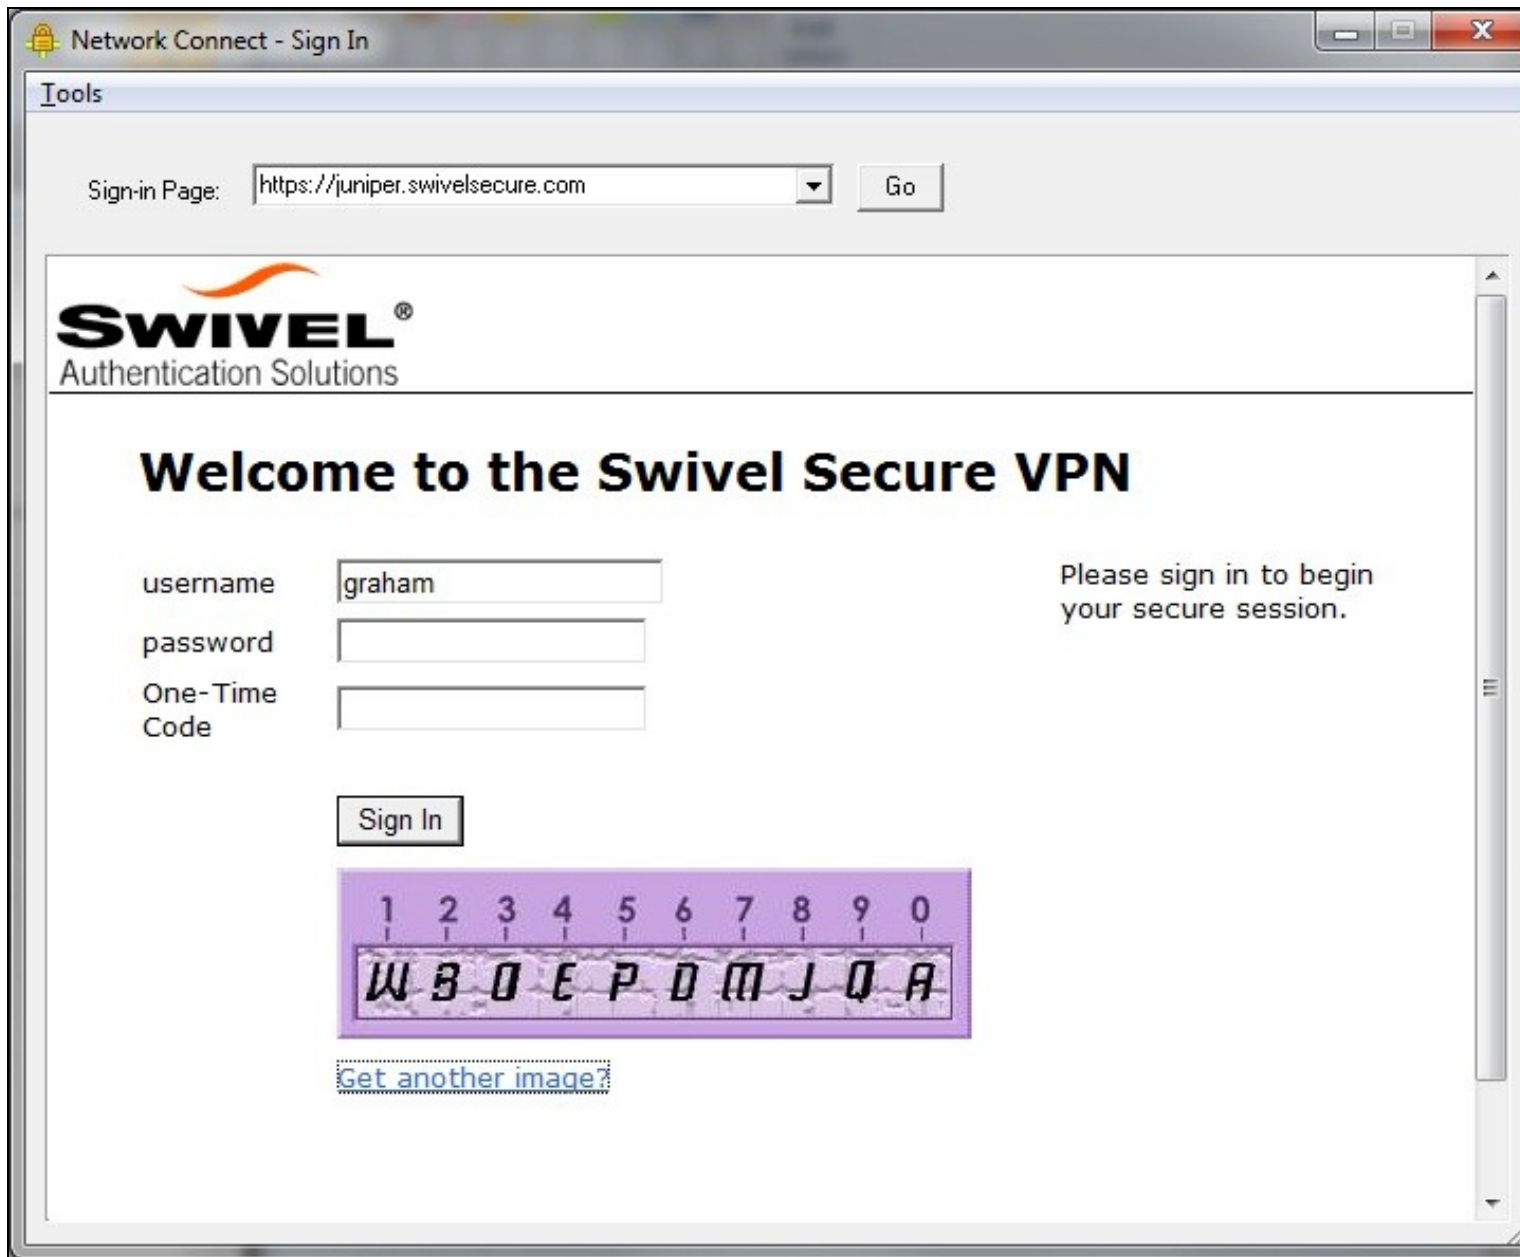 Network Connect - Sign In
Tools
Sign-in Page: https://juniper.swivelsecure.com Go
SWIVEL®
Authentication Solutions
Welcome to the Swivel Secure VPN
username graham Please sign in to begin
your secure session.
password
One-Time
Code
Sign In
1 2 3 4 5 6 7 8 9 0
W B O E P D M J Q A
Get another image?